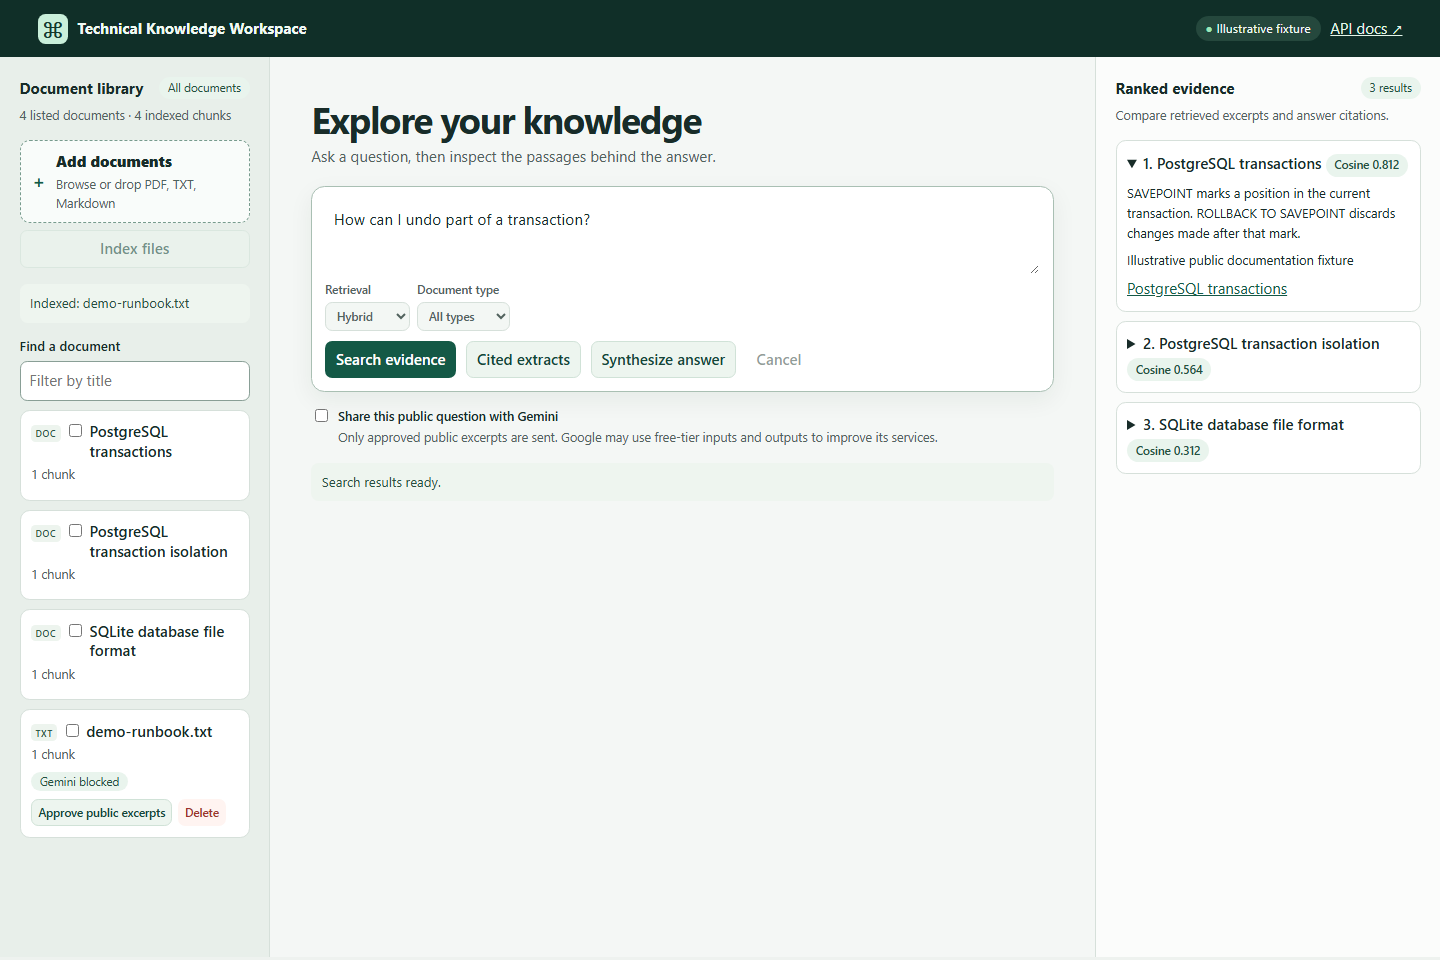 ⌘ Technical Knowledge Workspace
● Illustrative fixture
API docs ↗
Document library
All documents
4 listed documents · 4 indexed chunks
+
Add documents
Browse or drop PDF, TXT,
Markdown
Index files
Indexed: demo-runbook.txt
Find a document
Filter by title
DOC PostgreSQL
transactions
1 chunk
DOC PostgreSQL
transaction isolation
1 chunk
DOC SQLite database file
format
1 chunk
TXT demo-runbook.txt
1 chunk
Gemini blocked
Approve public excerpts
Delete
Explore your knowledge
Ask a question, then inspect the passages behind the answer.
How can I undo part of a transaction?
Retrieval
Document type
Hybrid
All types
Search evidence
Cited extracts
Synthesize answer
Cancel
Share this public question with Gemini
Only approved public excerpts are sent. Google may use free-tier inputs and outputs to improve its services.
Search results ready.
Ranked evidence
3 results
Compare retrieved excerpts and answer citations.
▼ 1. PostgreSQL transactions
Cosine 0.812
SAVEPOINT marks a position in the current
transaction. ROLLBACK TO SAVEPOINT discards
changes made after that mark.
Illustrative public documentation fixture
PostgreSQL transactions
▶ 2. PostgreSQL transaction isolation
Cosine 0.564
▶ 3. SQLite database file format
Cosine 0.312